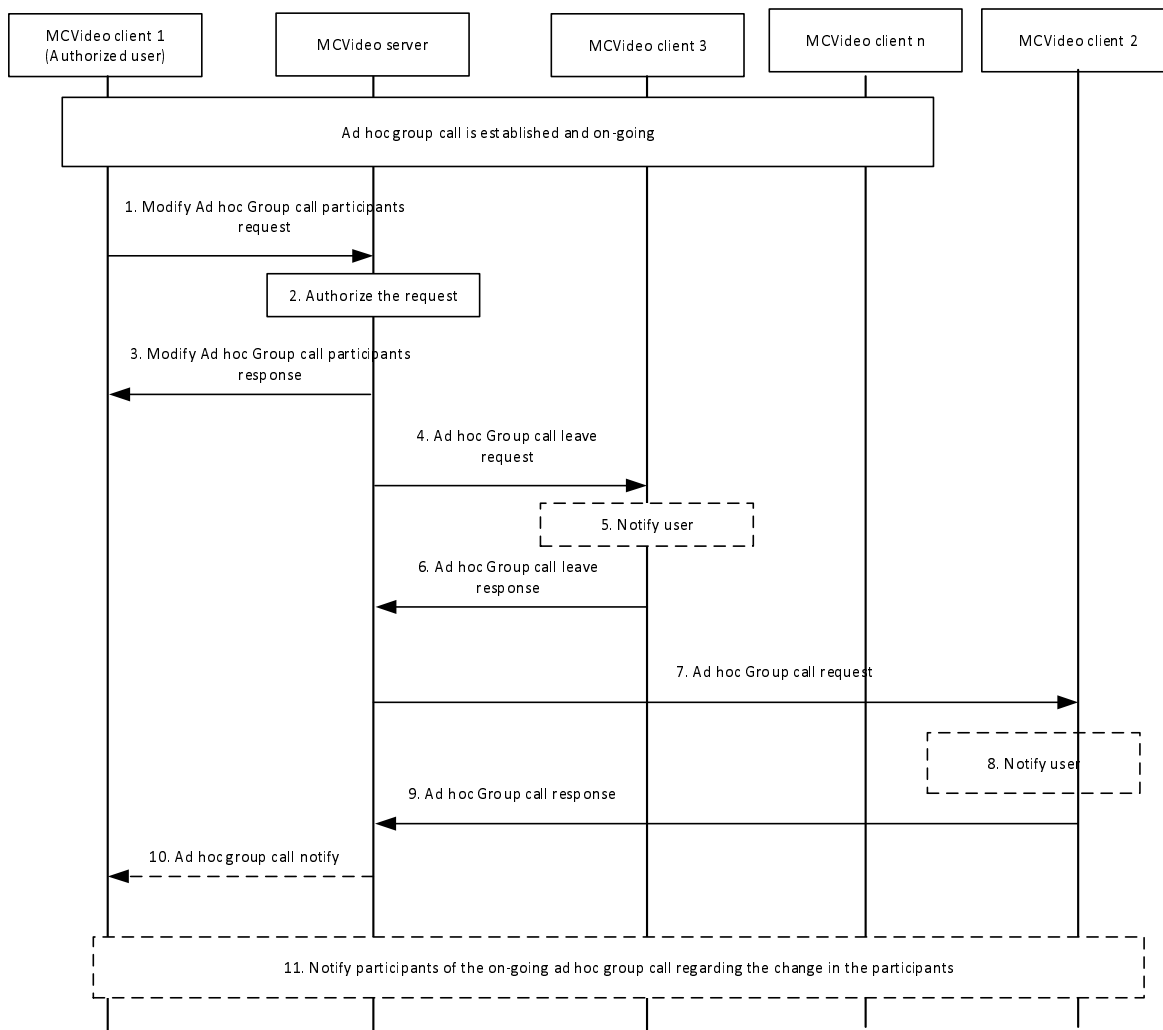 MCVideo client 1
(Authorized user)
MCVideo server
MCVideo client 3
MCVideo client n
MCVideo client 2
Ad hoc group call is established and on-going
1. Modify Ad hoc Group call participants
request
2. Authorize the request
3. Modify Ad hoc Group call participants
response
4. Ad hoc Group call leave
request
5. Notify user
6. Ad hoc Group call leave
response
7. Ad hoc Group call request
8. Notify user
9. Ad hoc Group call response
10. Ad hoc group call notify
11. Notify participants of the on-going ad hoc group call regarding the change in the participants